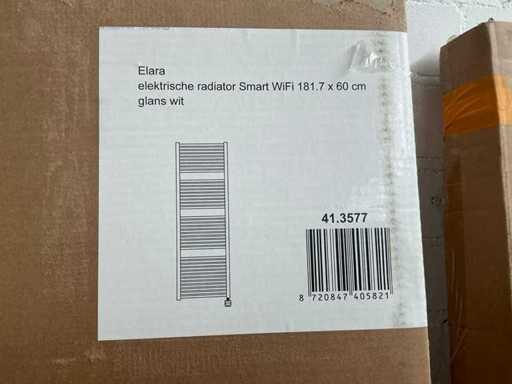 Elara
elektrische radiator Smart WiFi 181.7 x 60 cm
glans wit
41.3577
8 720847 405821